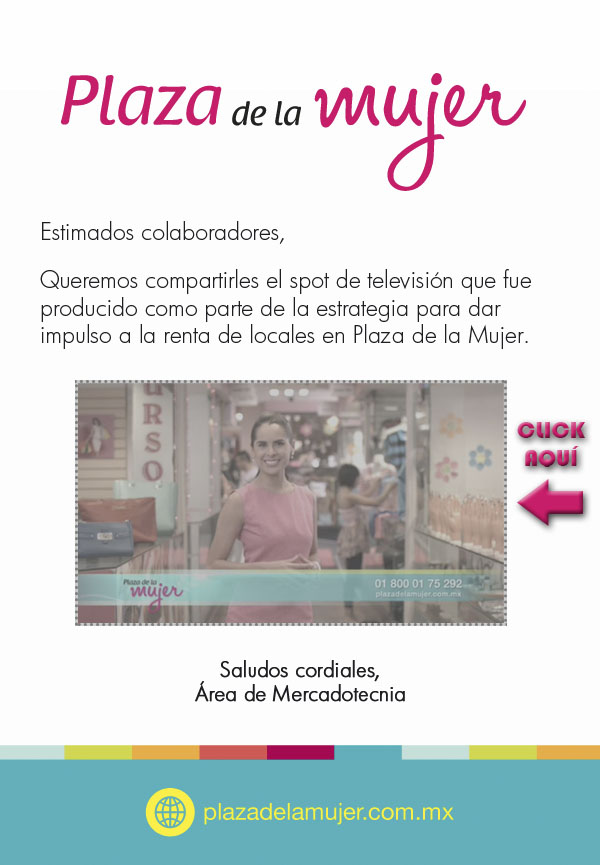 Plaza de la mujer
Estimados colaboradores,
Queremos compartirles el spot de televisión que fue
producido como parte de la estrategia para dar
impulso a la renta de locales en Plaza de la Mujer.
URSO
CLICK
AQUÍ
Plaza de la
mujer
01 800 01 75 292
plazadelamujer.com.mx
Saludos cordiales,
Área de Mercadotecnia
plazadelamujer.com.mx